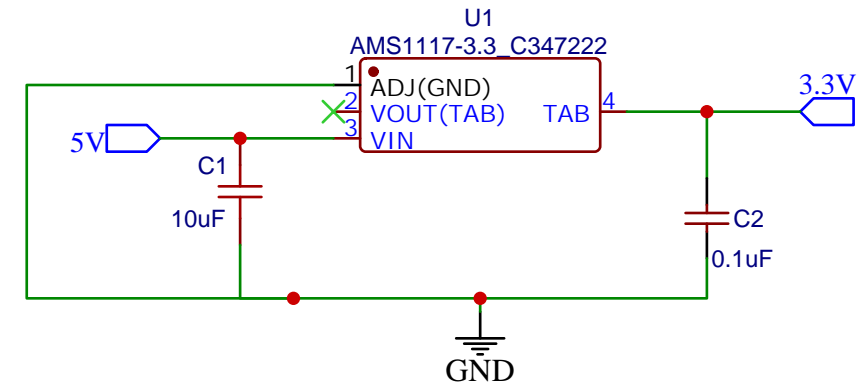 U1
AMS1117-3.3_C347222
1
ADJ(GND)
2
VOUT(TAB)
TAB
4
3.3V
5V
3
VIN
C1
10uF
C2
0.1uF
GND